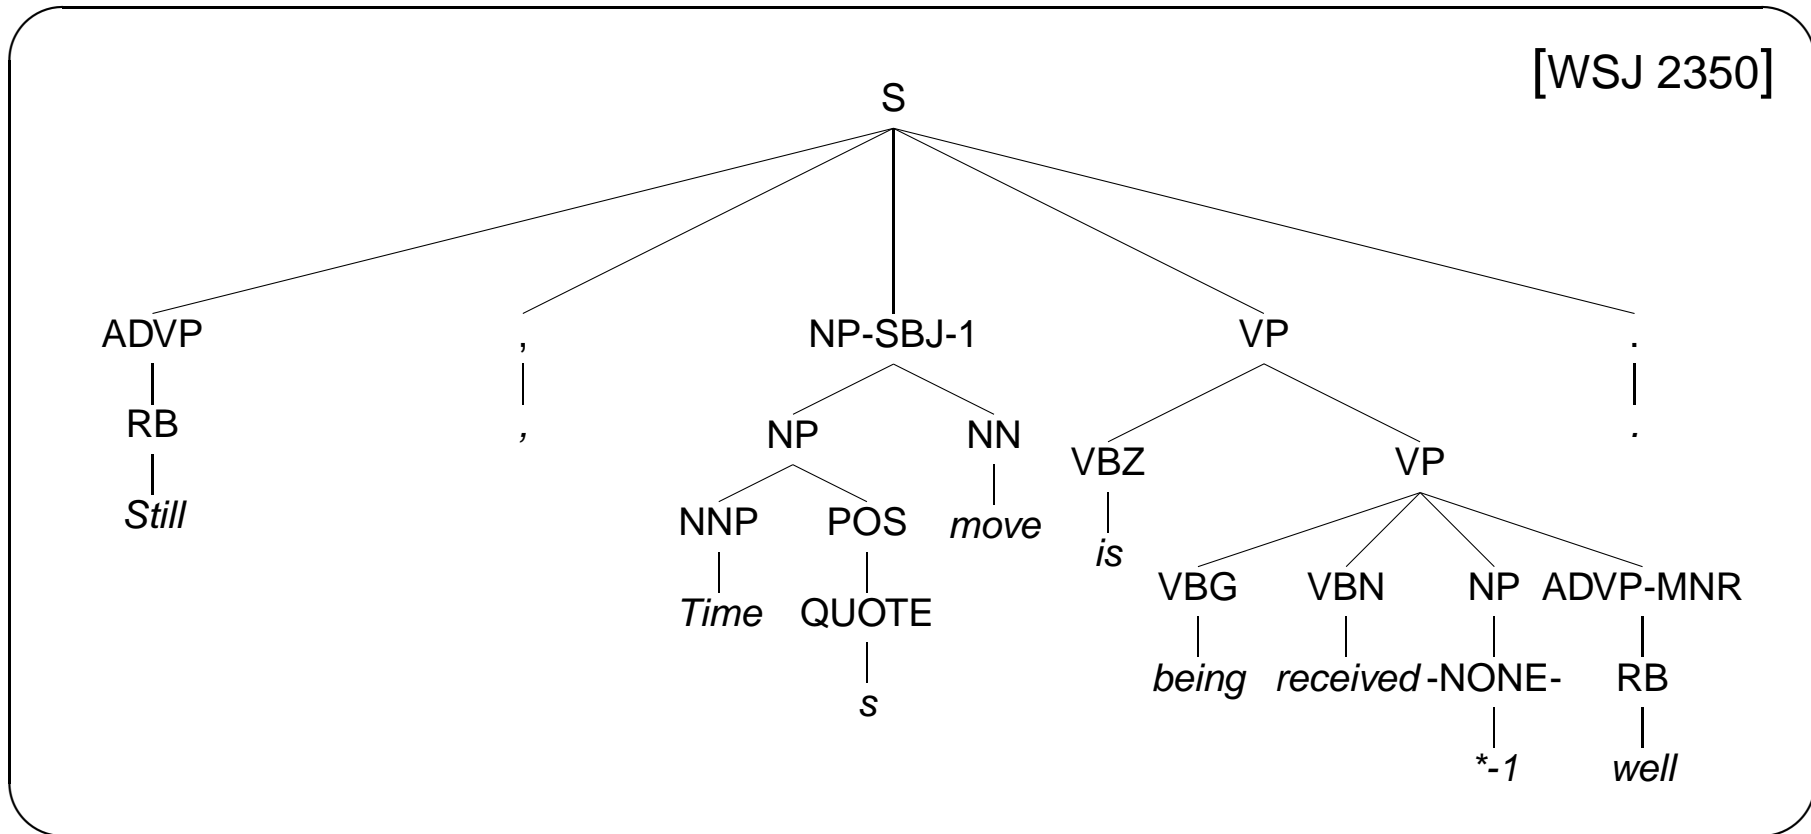 [WSJ 2350]
S
ADVP , NP-SBJ-1 VP .
RB , NP NN VBZ VP .
Still NNP POS move is
Time QUOTE VBG VBN NP ADVP-MNR
s being received -NONE- RB
*-1 well